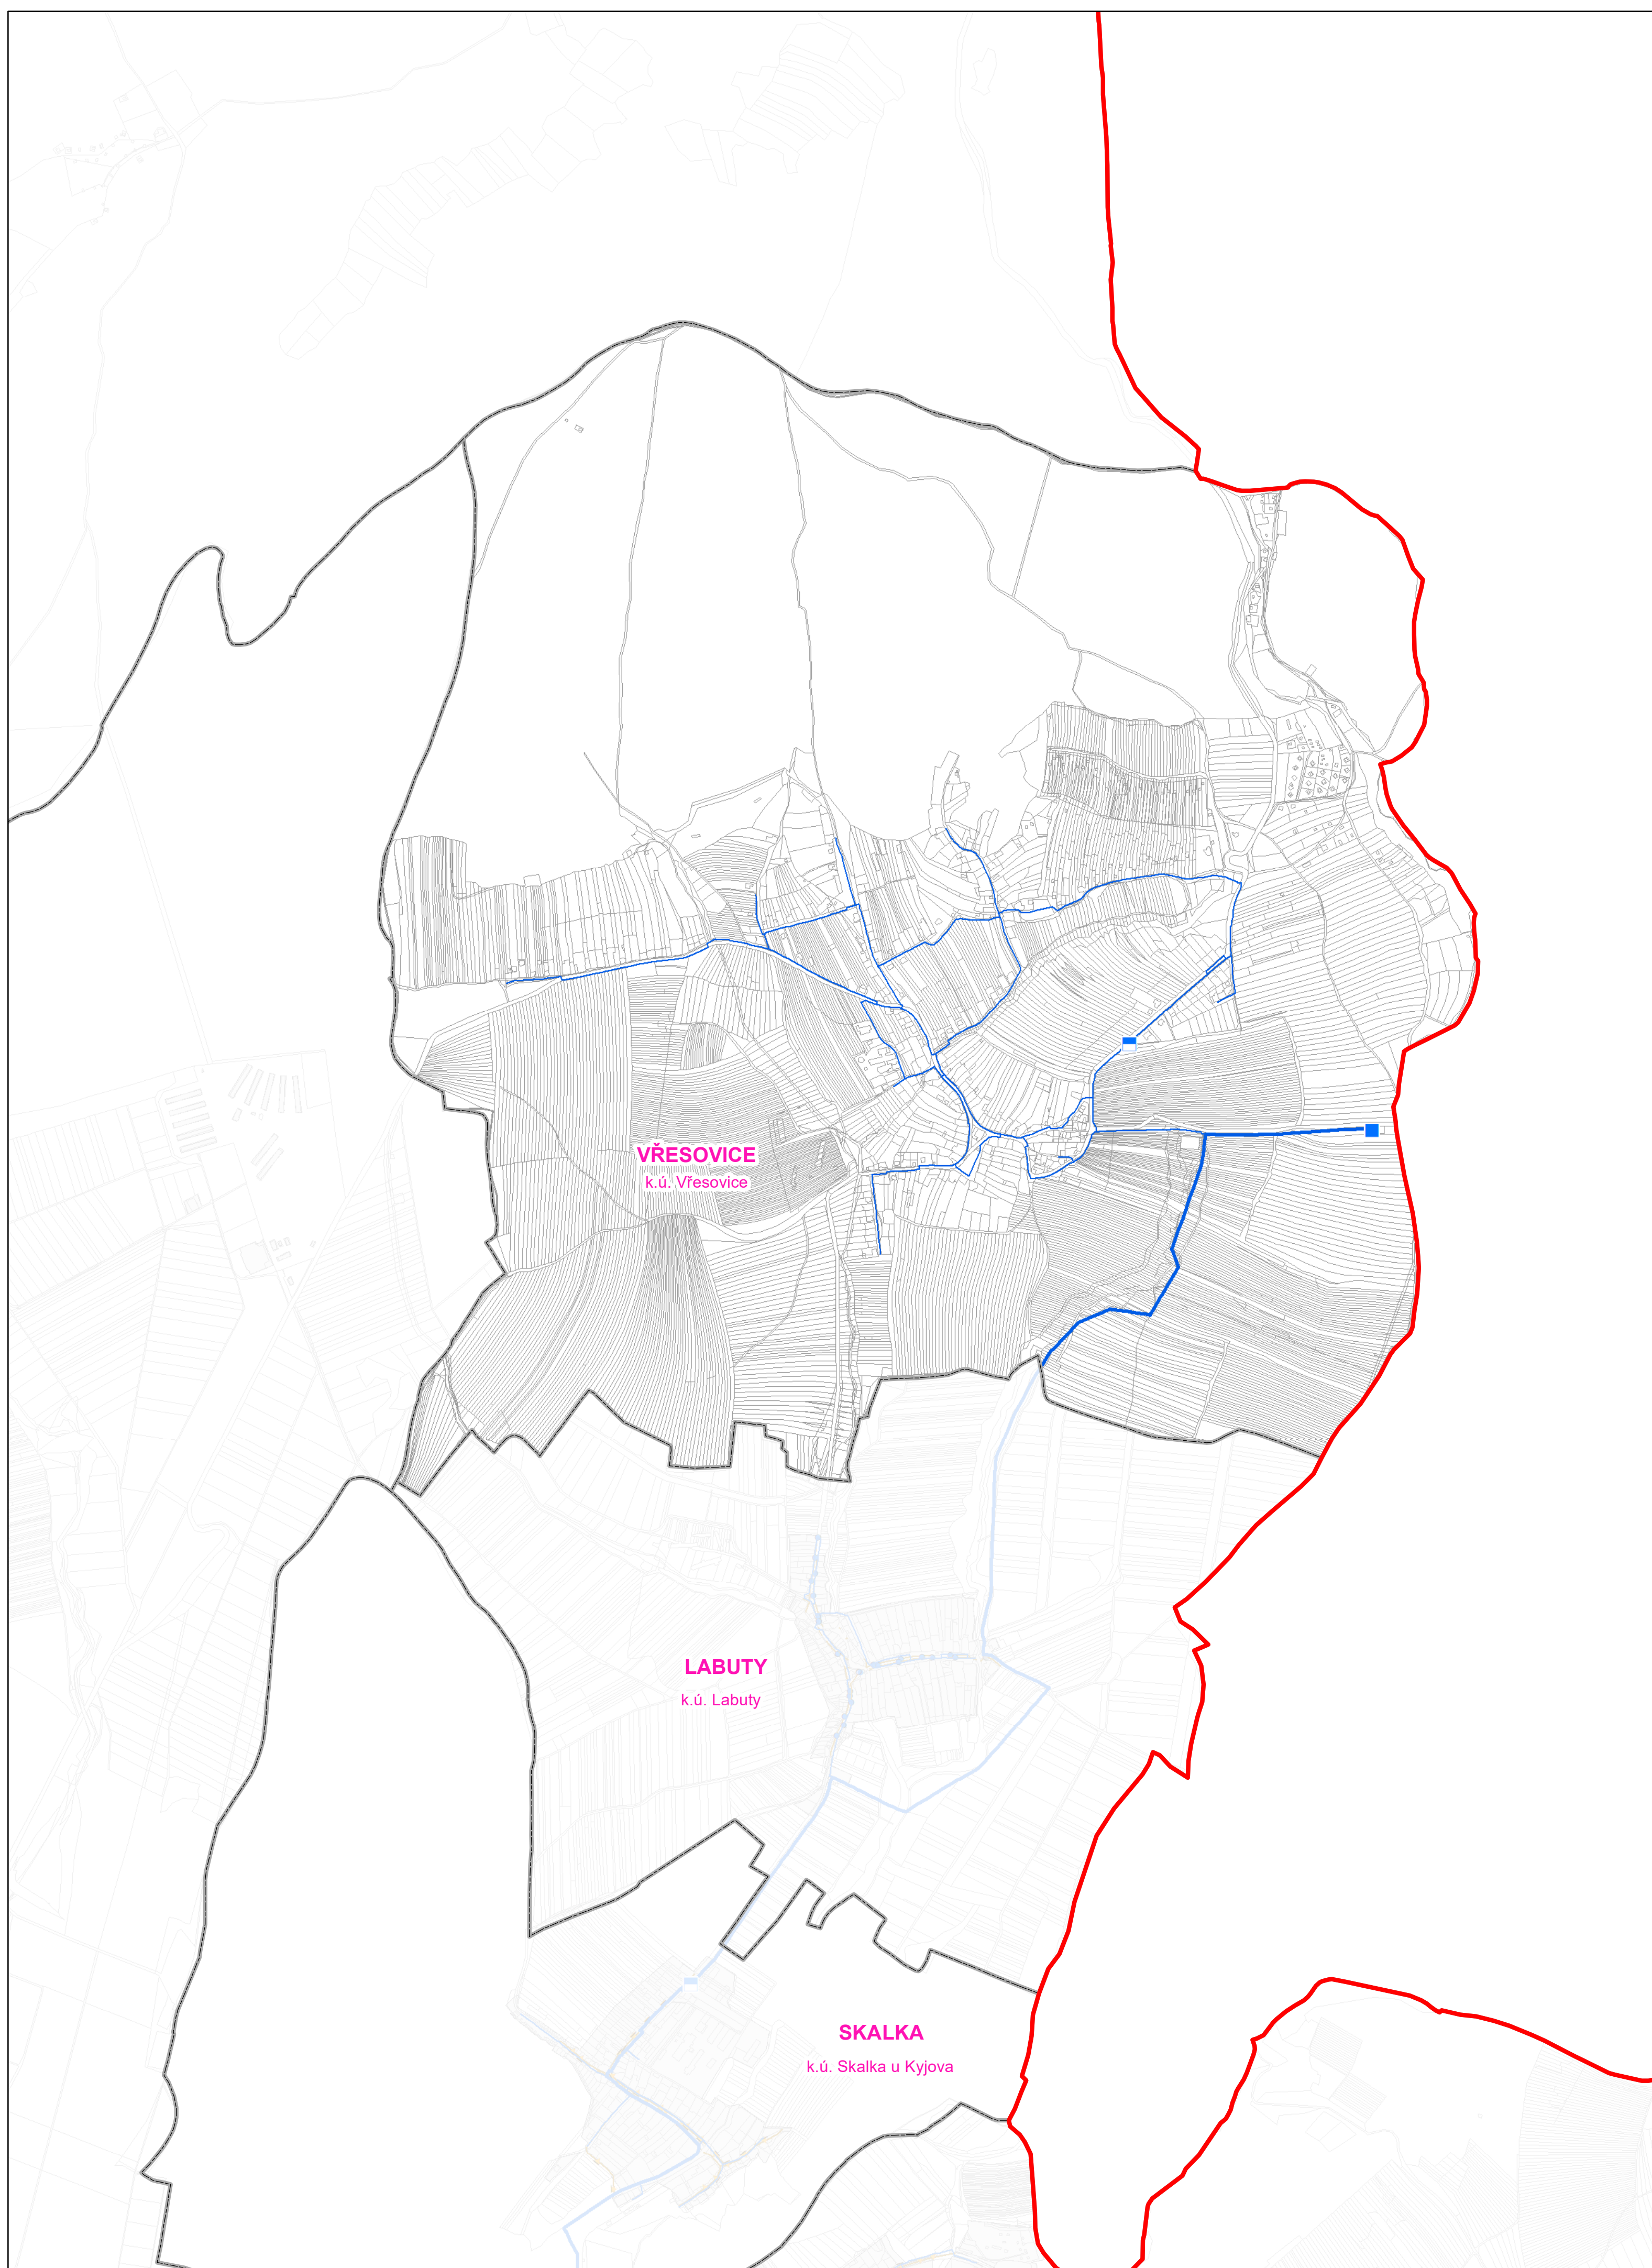 VŘESOVICE
k.ú. Vřesovice
LABUTY
k.ú. Labuty
SKALKA
k.ú. Skalka u Kyjova